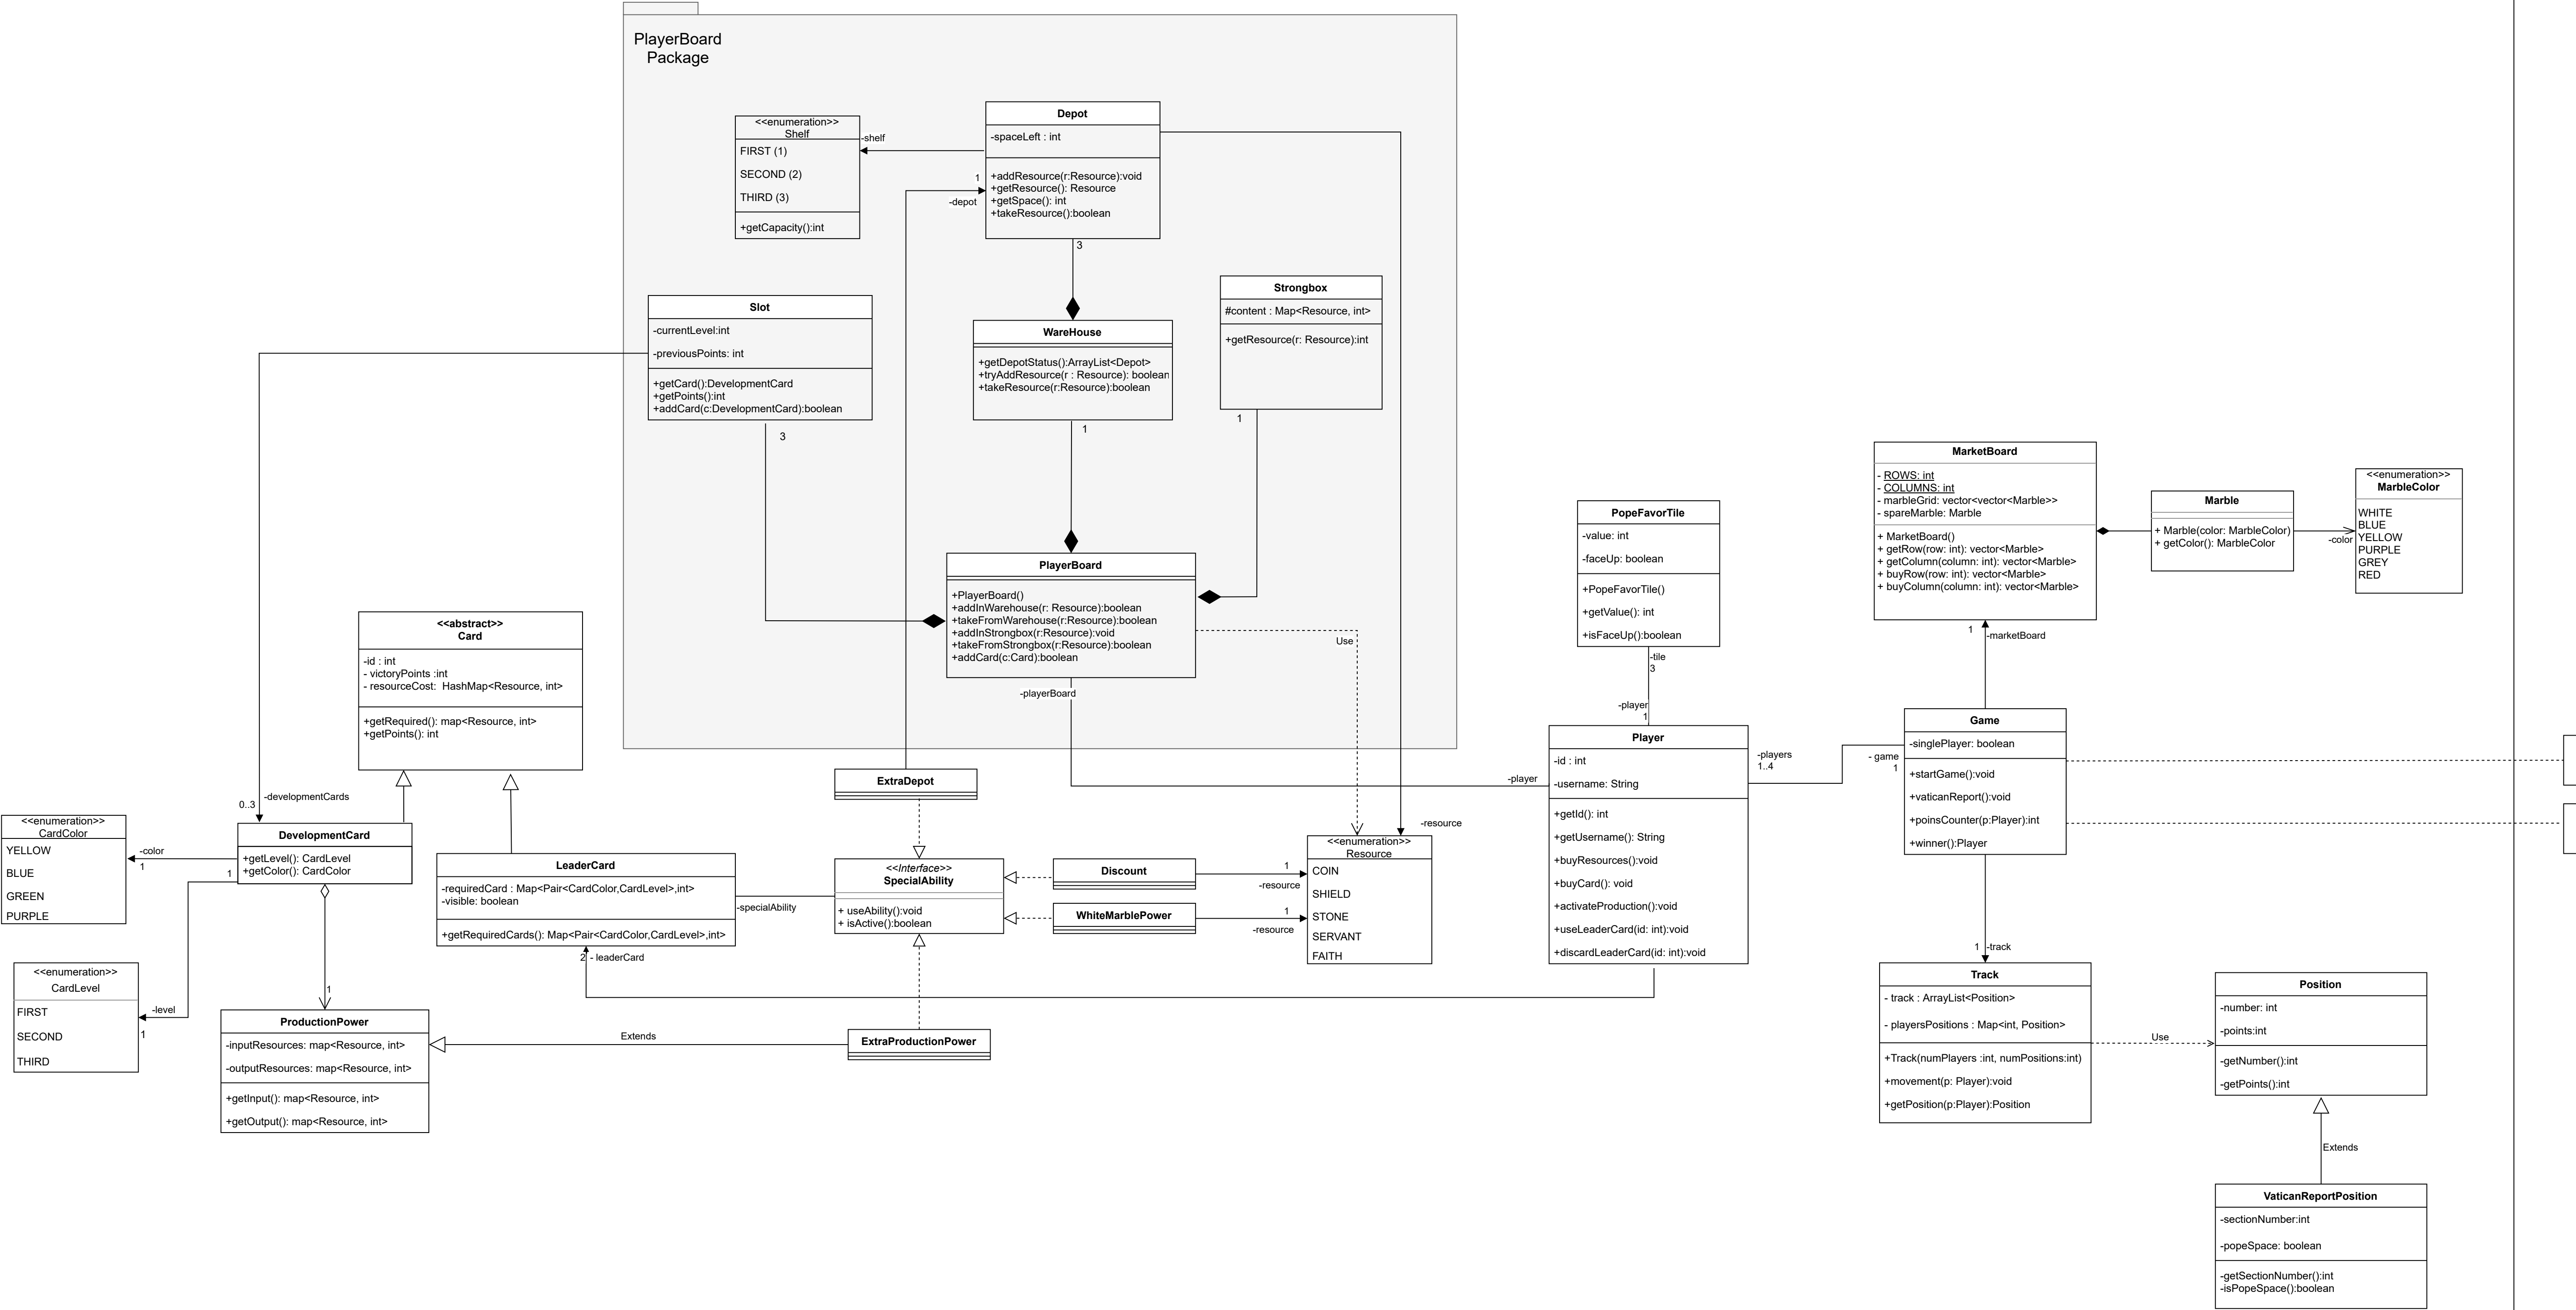 PlayerBoard
Package
Depot
-spaceLeft : int
+addResource(r:Resource):void
+getResource(): Resource
+getSpace(): int
+takeResource():boolean
<<enumeration>>
Shelf
FIRST (1)
SECOND (2)
THIRD (3)
+getCapacity():int
-shelf
1
-depot
3
Slot
-currentLevel:int
-previousPoints: int
+getCard():DevelopmentCard
+getPoints():int
+addCard(c:DevelopmentCard):boolean
3
WareHouse
+getDepotStatus():ArrayList<Depot>
+tryAddResource(r : Resource): boolean
+takeResource(r:Resource):boolean
1
Strongbox
#content : Map<Resource, int>
+getResource(r: Resource):int
1
PlayerBoard
+PlayerBoard()
+addInWarehouse(r: Resource):boolean
+takeFromWarehouse(r:Resource):boolean
+addInStrongbox(r:Resource):void
+takeFromStrongbox(r:Resource):boolean
+addCard(c:Card):boolean
Use
-playerBoard
PopeFavorTile
-value: int
-faceUp: boolean
+PopeFavorTile()
+getValue(): int
+isFaceUp():boolean
-tile
3
-player
1
MarketBoard
- ROWS: int
- COLUMNS: int
- marbleGrid: vector<vector<Marble>>
- spareMarble: Marble
+ MarketBoard()
+ getRow(row: int): vector<Marble>
+ getColumn(column: int): vector<Marble>
+ buyRow(row: int): vector<Marble>
+ buyColumn(column: int): vector<Marble>
Marble
+ Marble(color: MarbleColor)
+ getColor(): MarbleColor
-color
<<enumeration>>
MarbleColor
WHITE
BLUE
YELLOW
PURPLE
GREY
RED
1
-marketBoard
<<abstract>>
Card
-id : int
- victoryPoints :int
- resourceCost:  HashMap<Resource, int>
+getRequired(): map<Resource, int>
+getPoints(): int
Player
-id : int
-username: String
+getId(): int
+getUsername(): String
+buyResources():void
+buyCard(): void
+activateProduction():void
+useLeaderCard(id: int):void
+discardLeaderCard(id: int):void
-player
-players
1..4
- game
1
Game
-singlePlayer: boolean
+startGame():void
+vaticanReport():void
+poinsCounter(p:Player):int
+winner():Player
1
-track
ExtraDepot
-developmentCards
0..3
<<enumeration>>
CardColor
YELLOW
BLUE
GREEN
PURPLE
-color
1
DevelopmentCard
+getLevel(): CardLevel
+getColor(): CardColor
1
LeaderCard
-requiredCard : Map<Pair<CardColor,CardLevel>,int>
-visible: boolean
+getRequiredCards(): Map<Pair<CardColor,CardLevel>,int>
-specialAbility
2
- leaderCard
<<Interface>>
SpecialAbility
+ useAbility():void
+ isActive():boolean
Discount
1
-resource
WhiteMarblePower
1
-resource
-resource
<<enumeration>>
Resource
COIN
SHIELD
STONE
SERVANT
FAITH
<<enumeration>>
CardLevel
FIRST
SECOND
THIRD
-level
1
1
ProductionPower
-inputResources: map<Resource, int>
-outputResources: map<Resource, int>
+getInput(): map<Resource, int>
+getOutput(): map<Resource, int>
Extends
ExtraProductionPower
Track
- track : ArrayList<Position>
- playersPositions : Map<int, Position>
+Track(numPlayers :int, numPositions:int)
+movement(p: Player):void
+getPosition(p:Player):Position
Use
Position
-number: int
-points:int
-getNumber():int
-getPoints():int
Extends
VaticanReportPosition
-sectionNumber:int
-popeSpace: boolean
-getSectionNumber():int
-isPopeSpace():boolean